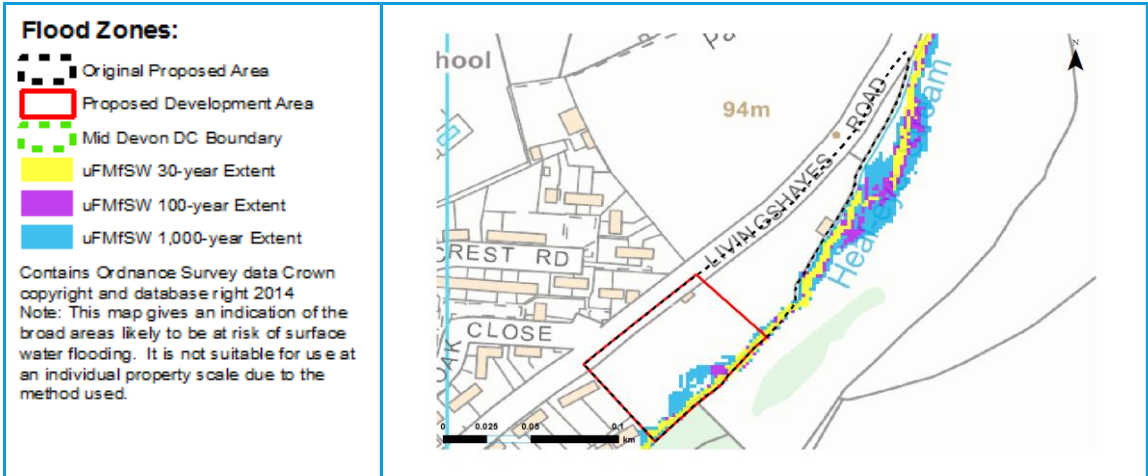 Flood Zones:
Original Proposed Area
Proposed Development Area
Mid Devon DC Boundary
uFMfSW 30-year Extent
uFMfSW 100-year Extent
uFMfSW 1,000-year Extent
Contains Ordnance Survey data Crown
copyright and database right 2014
Note: This map gives an indication of the
broad areas likely to be at risk of surface
water flooding. It is not suitable for use at
an individual property scale due to the
method used.
hool
Pa
N
94m
LIVINGSHAYES ROAD
CREST RD
OAK CLOSE
0 0.025 0.05 0.1
km